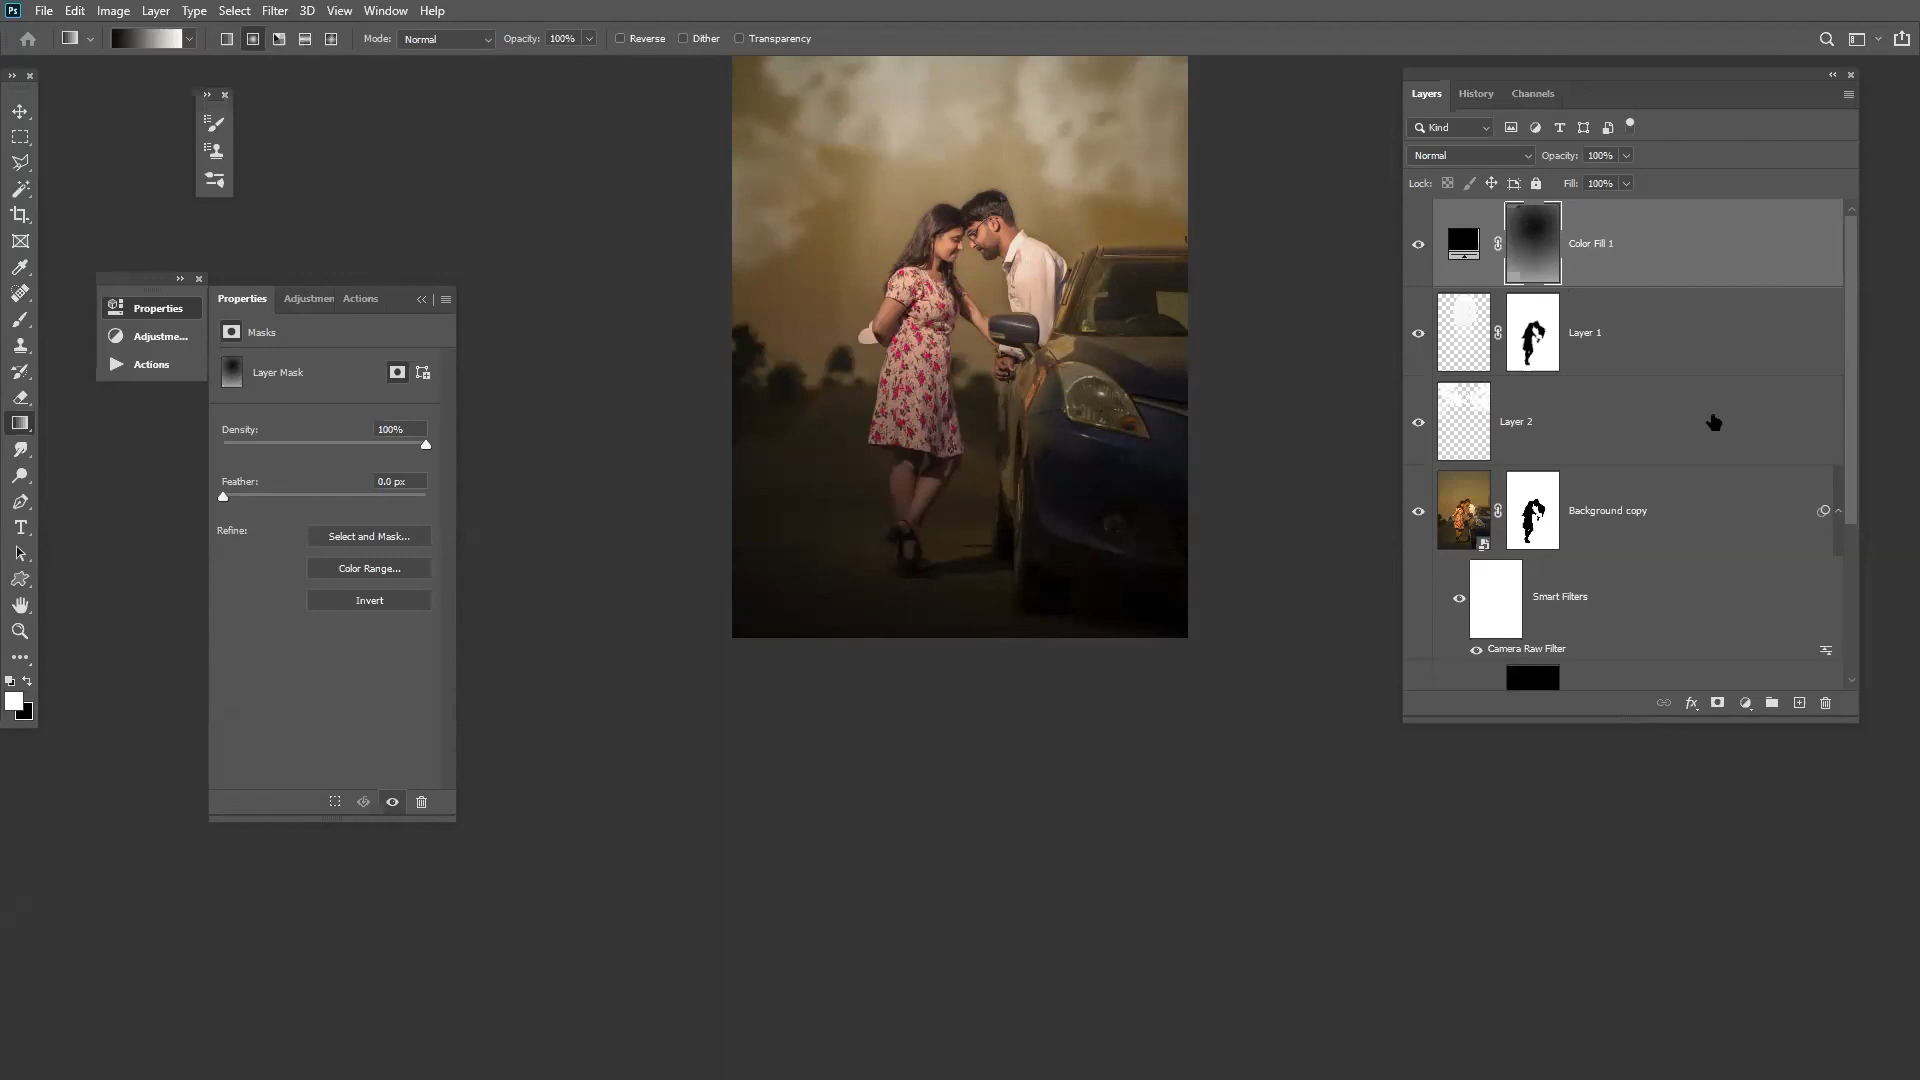 Ps File Edit Image Layer Type Select Filter 3D View Window Help
Mode: Normal Opacity: 100% Reverse Dither Transparency
Properties
Adjustme...
Actions
Properties Adjustmen Actions
Masks
Layer Mask
Density: 100%
Feather: 0.0 px
Refine: Select and Mask...
Color Range...
Invert
Layers History Channels
Kind
Normal Opacity: 100%
Lock: Fill: 100%
Color Fill 1
Layer 1
Layer 2
Background copy
Smart Filters
Camera Raw Filter
fx